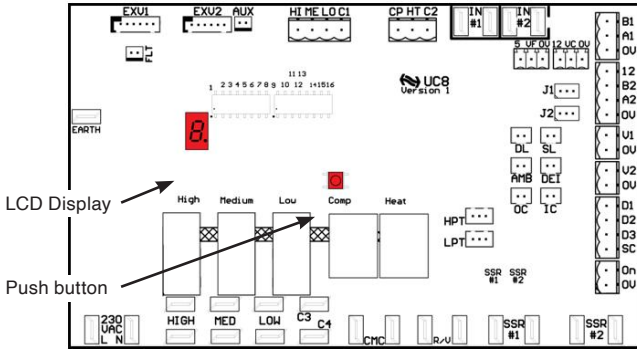 EXV1 EXV2 AUX HI ME LO C1 CP HT C2 IN #1 IN #2
FLT
5 VF 0V 12 VC 0V
B1
A1
0V
11 13
1 2 3 4 5 6 7 8 9 10 12 14 15 16
UC8
Version 1
J1
J2
12
B2
A2
0V
EARTH
8.
DL SL
V1
0V
AMB DEI
V2
0V
LCD Display
High Medium Low Comp Heat
OC IC
HPT
LPT
D1
D2
D3
SC
Push button
SSR #1 SSR #2
On
0V
230 VAC L N
HIGH MED LOW C3 C4
CMC R/V SSR #1 SSR #2